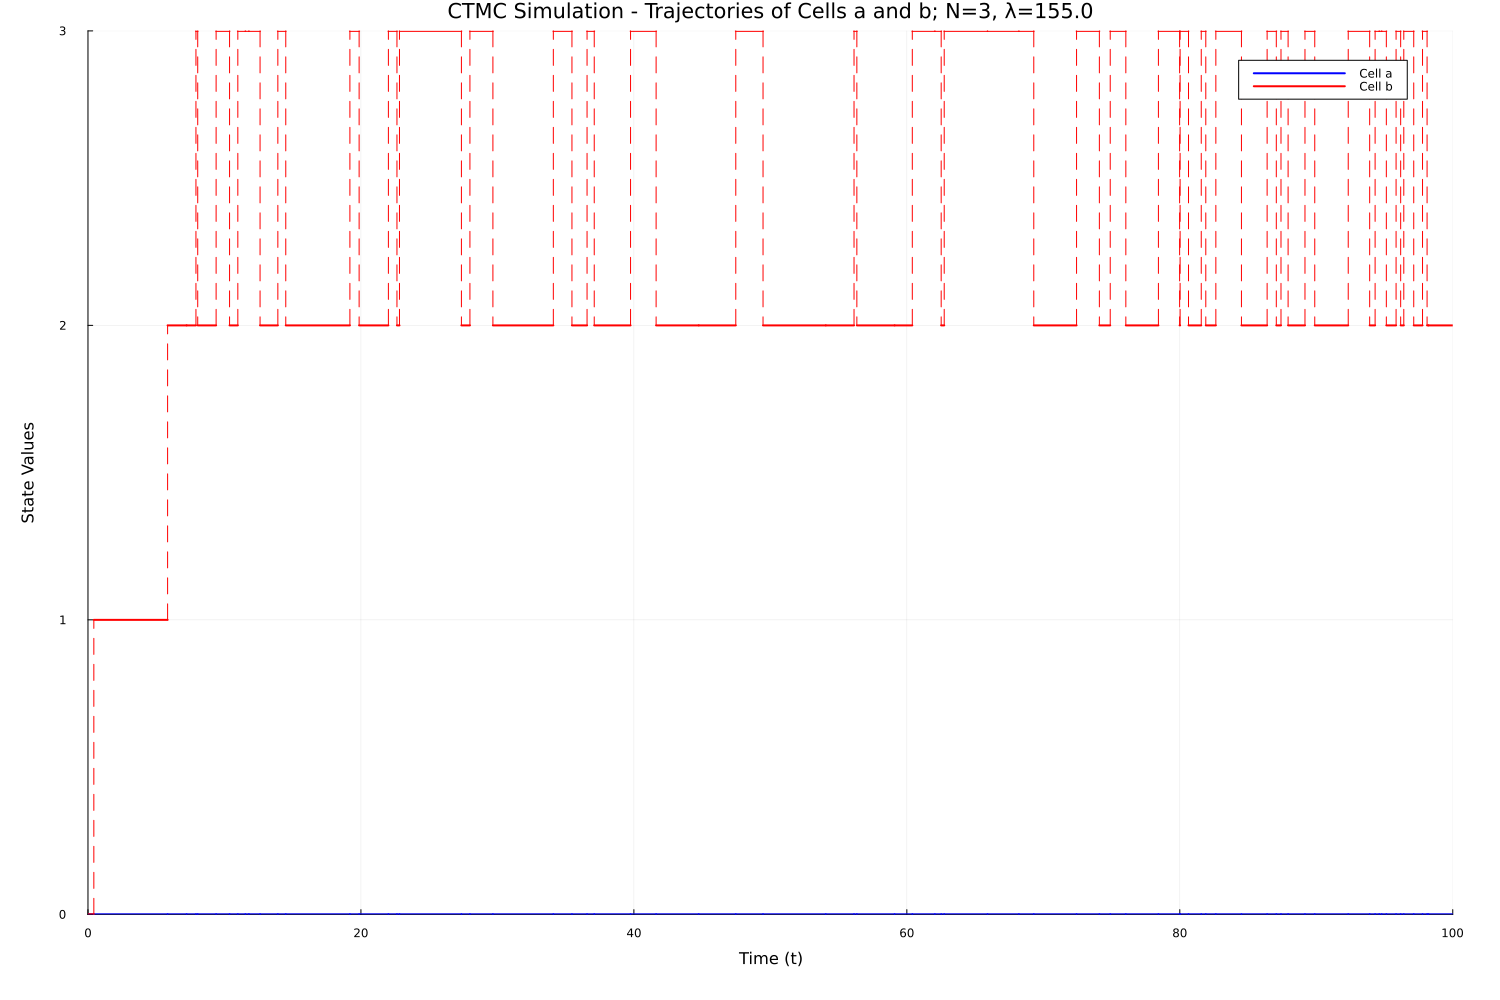 CTMC Simulation - Trajectories of Cells a and b; N=3, λ=155.0
3
Cell a
Cell b
2
State Values
1
0
0 20 40 60 80 100
Time (t)